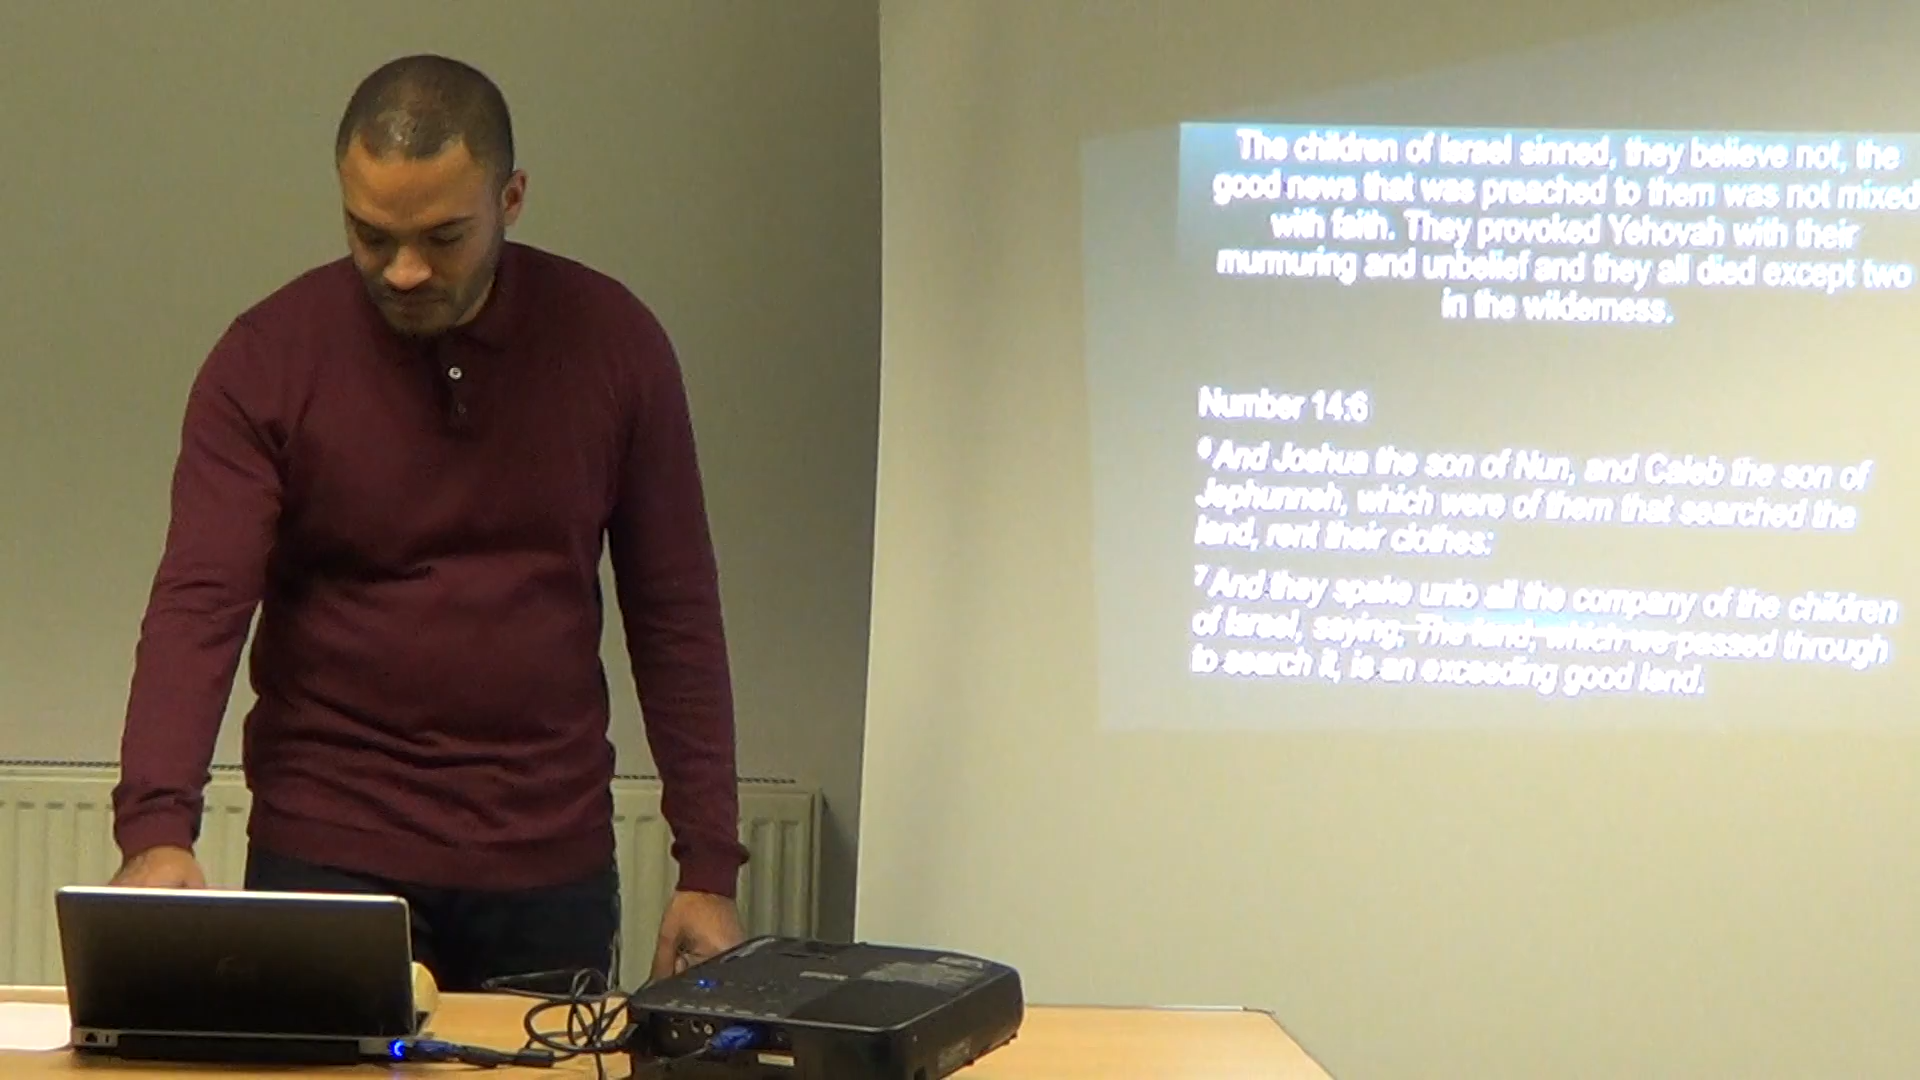 The children of Israel sinned, they believe not, the
good news that was preached to them was not mixed
with faith. They provoked Yehovah with their
murmuring and unbelief and they all died except two
in the wilderness.
Number 14:6
6 And Joshua the son of Nun, and Caleb the son of
Jephunneh, which were of them that searched the
land, rent their clothes:
7 And they spake unto all the company of the children
of Israel, saying, The land, which we passed through
to search it, is an exceeding good land.